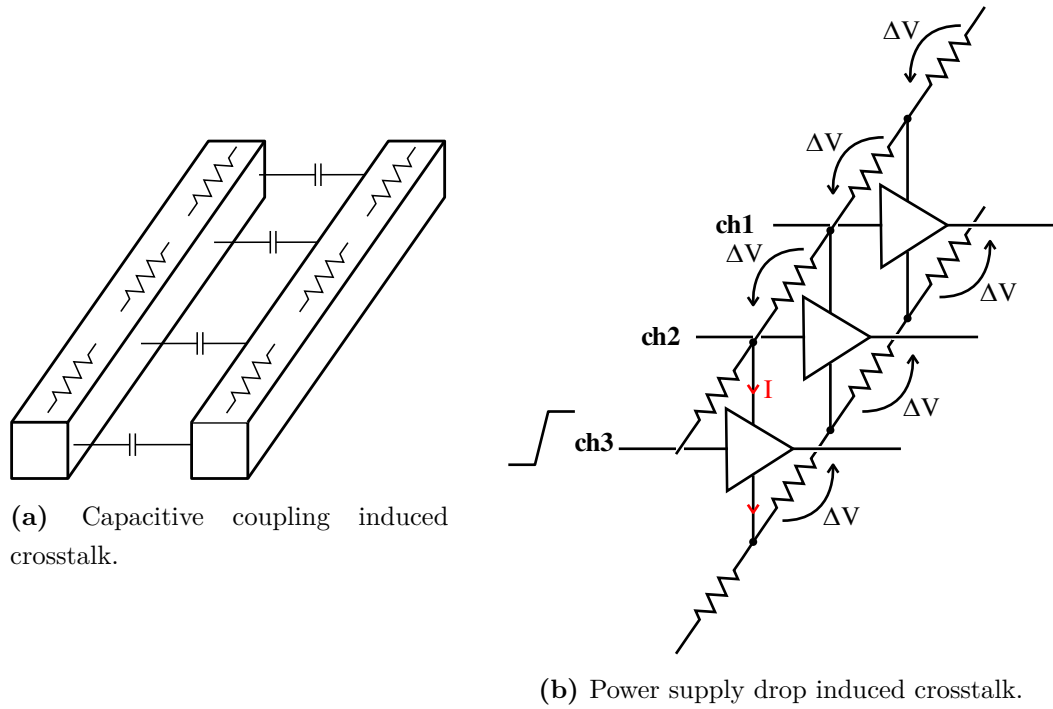 ΔV
ΔV
ch1
ΔV
ΔV
ch2
I
ΔV
ch3
ΔV
(a) Capacitive coupling induced
crosstalk.
(b) Power supply drop induced crosstalk.